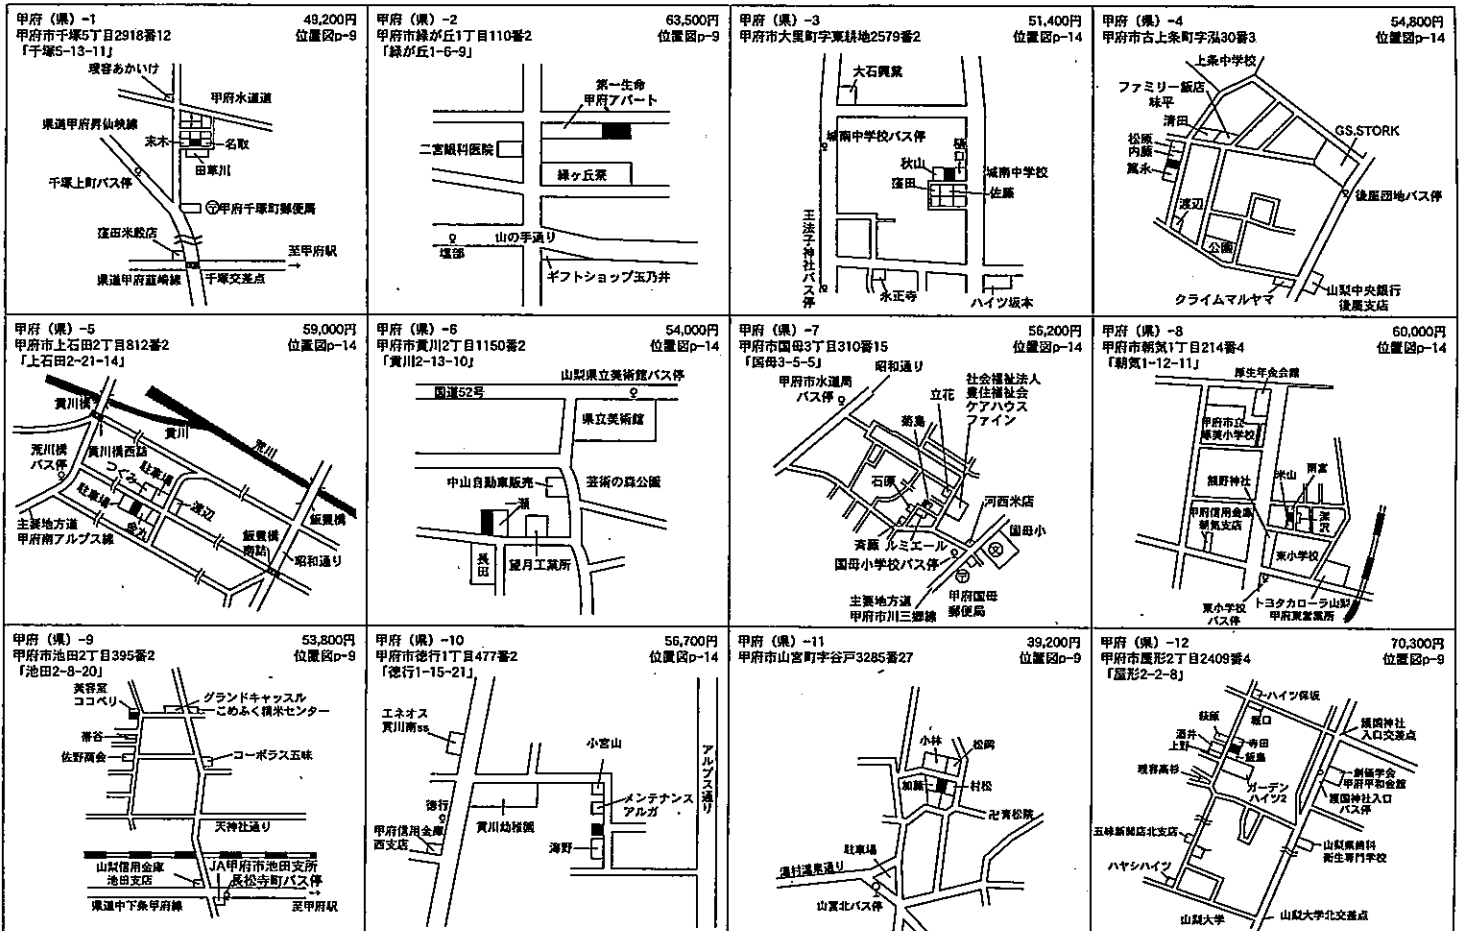 甲府（県）-1 49,200円
甲府市千塚5丁目2918番12 位置図p-9
「千塚5-13-11」
理容あかいけ
甲府水道道
県道甲府昇仙峡線
末木
名取
田草川
千塚上町バス停
〒甲府千塚町郵便局
窪田米穀店
至甲府駅
→
県道甲府韮崎線
千塚交差点
甲府（県）-2 63,500円
甲府市緑が丘1丁目110番2 位置図p-9
「緑が丘1-6-9」
第一生命
甲府アパート
二宮眼科医院
緑ヶ丘寮
山の手通り
塩部
ギフトショップ玉乃井
甲府（県）-3 51,400円
甲府市大里町字東耕地2579番2 位置図p-14
大石興業
城南中学校バス停
樋口
秋山
城南中学校
窪田
佐藤
王法子神社バス停
永正寺
ハイツ坂本
甲府（県）-4 54,800円
甲府市古上条町字泓30番3 位置図p-14
上条中学校
ファミリー飯店
味平
清田
GS.STORK
松原
内藤
篤永
後屋団地バス停
渡辺
公園
クライムマルヤマ
山梨中央銀行
後屋支店
甲府（県）-5 59,000円
甲府市上石田2丁目812番2 位置図p-14
「上石田2-21-14」
貢川橋
貢川
荒川
荒川橋
バス停
貢川橋西詰
つぐみ
駐車場
駐車場
渡辺
金丸
飯豊橋
主要地方道
甲府南アルプス線
飯豊橋
南詰
昭和通り
甲府（県）-6 54,000円
甲府市貢川2丁目1150番2 位置図p-14
「貢川2-13-10」
山梨県立美術館バス停
国道52号
県立美術館
中山自動車販売
芸術の森公園
瀬
長田
望月工業所
甲府（県）-7 56,200円
甲府市国母3丁目310番15 位置図p-14
「国母3-5-5」
昭和通り
甲府市水道局
バス停
社会福祉法人
豊住福祉会
ケアハウス
ファイン
立花
菊島
石原
河西米店
斉藤
ルミエール
国母小
国母小学校バス停
主要地方道
甲府市川三郷線
甲府国母
郵便局
甲府（県）-8 60,000円
甲府市朝気1丁目214番4 位置図p-14
「朝気1-12-11」
厚生年金会館
甲府市立
琢美小学校
熊野神社
米山
雨宮
甲府信用金庫
朝気支店
深沢
東小学校
東小学校
バス停
トヨタカローラ山梨
甲府東営業所
甲府（県）-9 53,800円
甲府市池田2丁目395番2 位置図p-9
「池田2-8-20」
美容室
ココペリ
グランドキャッスル
こめふく精米センター
帯谷
佐野商会
コーポラス五味
天神社通り
山梨信用金庫
池田支店
JA甲府市池田支所
長松寺町バス停
→
県道中下条甲府線
至甲府駅
甲府（県）-10 56,700円
甲府市徳行1丁目477番2 位置図p-14
「徳行1-15-21」
エネオス
貢川南ss
小宮山
アルプス通り
メンテナンス
アルガ
徳行
貢川幼稚園
甲府信用金庫
西支店
海野
甲府（県）-11 39,200円
甲府市山宮町字谷戸3285番27 位置図p-9
小林
松岡
加藤
村松
卍青松院
駐車場
湯村温泉通り
山宮北バス停
甲府（県）-12 70,300円
甲府市屋形2丁目2409番4 位置図p-9
「屋形2-2-8」
ハイツ保坂
堀口
萩原
護国神社
入口交差点
酒井
上野
寺田
飯島
理容高杉
創価学会
甲府平和会館
ガーデン
ハイツ2
護国神社入口
バス停
五味新聞店北支店
山梨県歯科
衛生専門学校
ハヤシハイツ
山梨大学
山梨大学北交差点